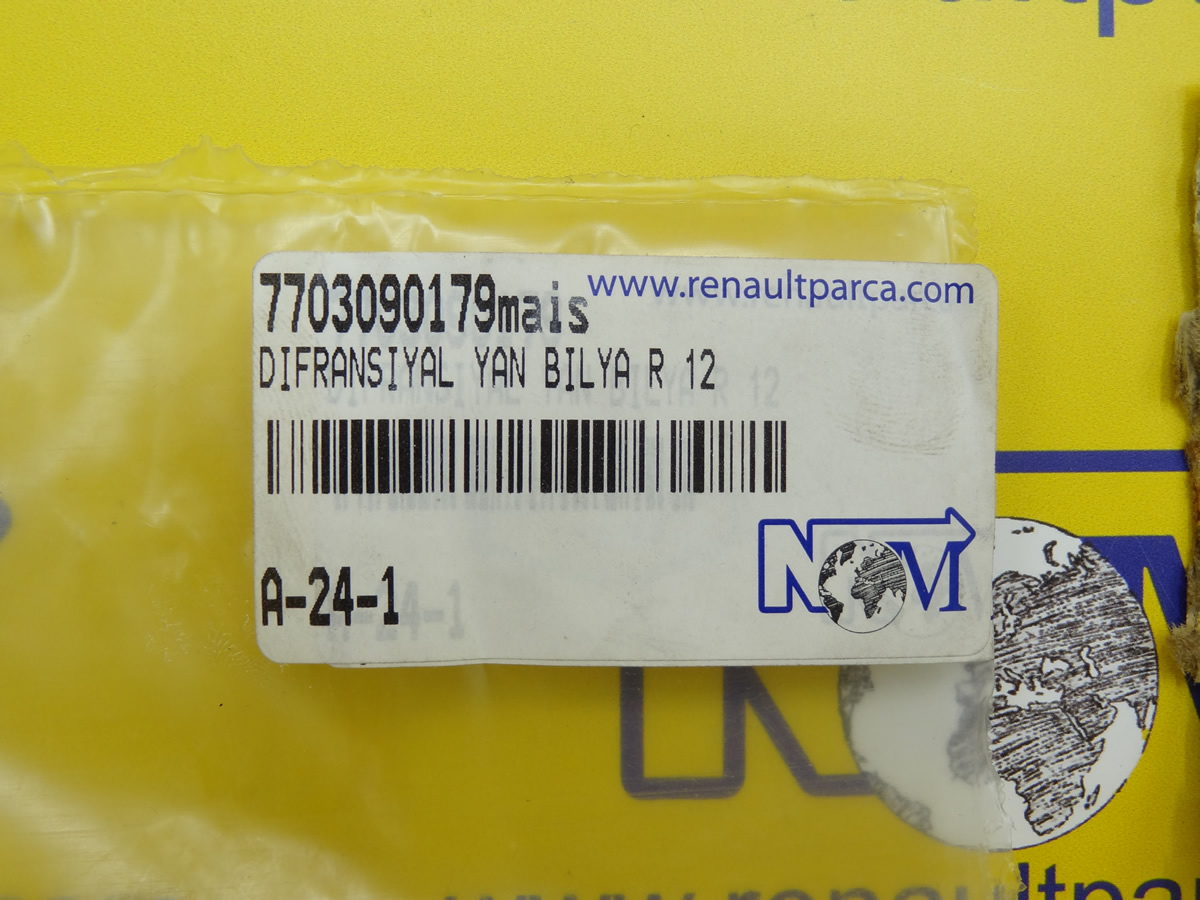 7703090179mais www.renaultparca.com
DIFRANSIYAL YAN BILYA R 12
A-24-1
NOM